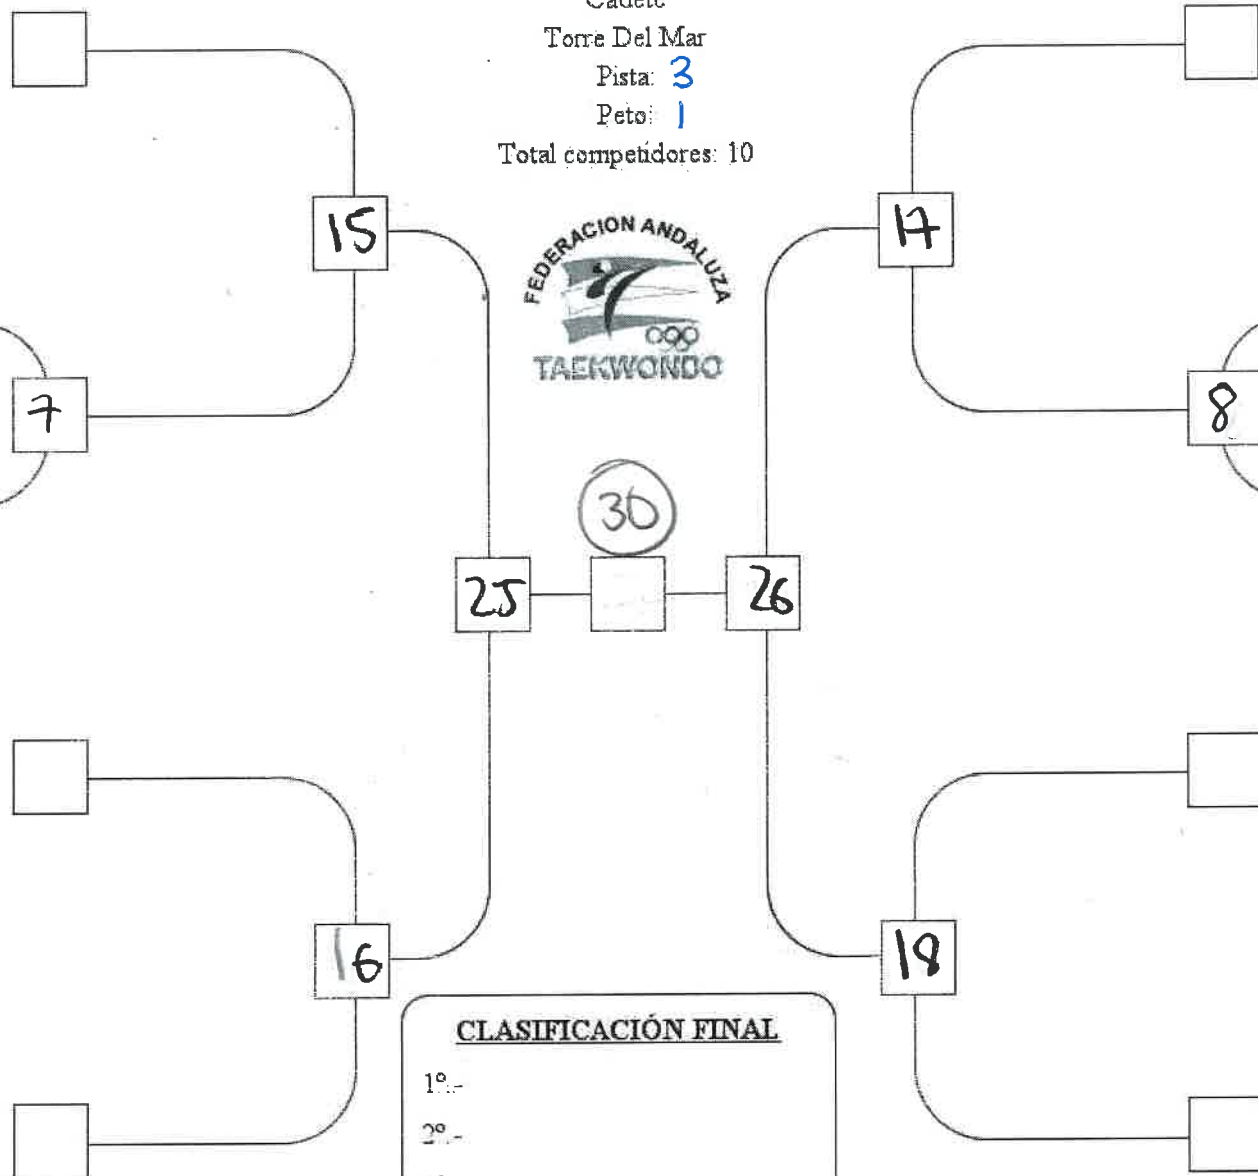 Cadete
Torre Del Mar
Pista: 3
Peto: 1
Total competidores: 10
15
17
FEDERACION ANDALUZA
TAEKWONDO
7
8
30
25
26
16
18
CLASIFICACIÓN FINAL
1º.-
2º.-